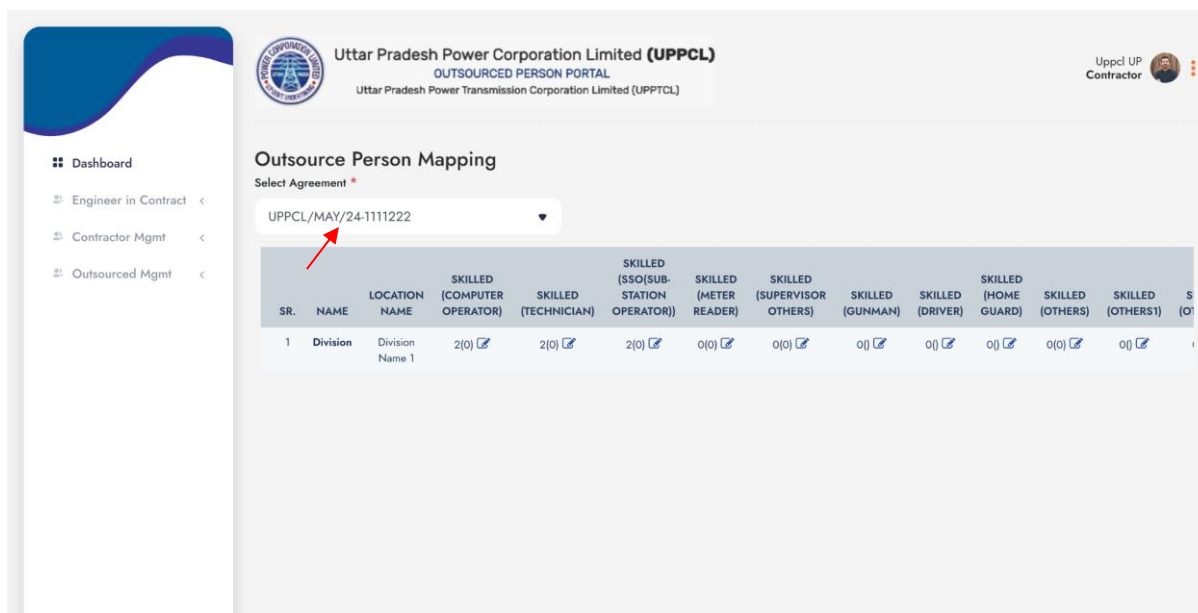 Uttar Pradesh Power Corporation Limited (UPPCL)
OUTSOURCED PERSON PORTAL
Uttar Pradesh Power Transmission Corporation Limited (UPPTCL)
Uppcl UP
Contractor
Dashboard
Engineer in Contract
Contractor Mgmt
Outsourced Mgmt
Outsource Person Mapping
Select Agreement *
UPPCL/MAY/24-1111222
SR. NAME LOCATION NAME SKILLED (COMPUTER OPERATOR) SKILLED (TECHNICIAN) SKILLED (SSO(SUB-STATION OPERATOR)) SKILLED (METER READER) SKILLED (SUPERVISOR OTHERS) SKILLED (GUNMAN) SKILLED (DRIVER) SKILLED (HOME GUARD) SKILLED (OTHERS) SKILLED (OTHERS1)
1 Division Division Name 1 2(0) 2(0) 2(0) 0(0) 0(0) 0() 0() 0() 0(0) 0()